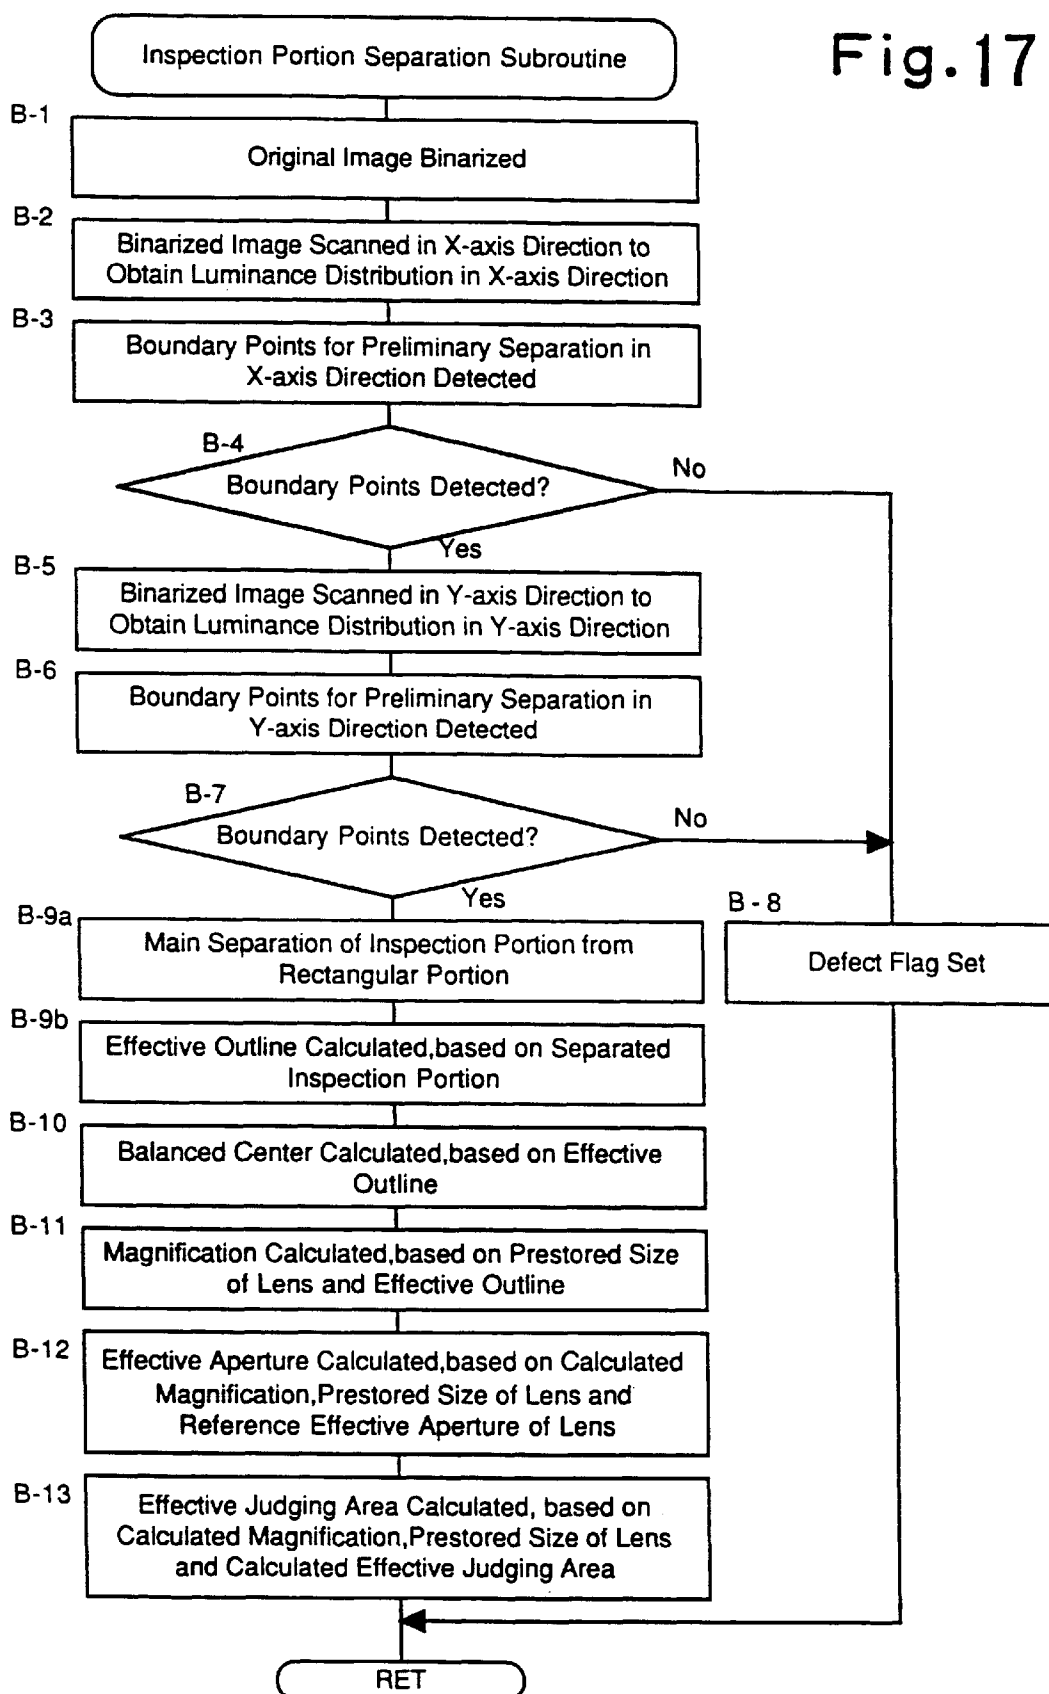 Fig.17
Inspection Portion Separation Subroutine
B-1
Original Image Binarized
B-2
Binarized Image Scanned in X-axis Direction to
Obtain Luminance Distribution in X-axis Direction
B-3
Boundary Points for Preliminary Separation in
X-axis Direction Detected
B-4
Boundary Points Detected?
No
Yes
B-5
Binarized Image Scanned in Y-axis Direction to
Obtain Luminance Distribution in Y-axis Direction
B-6
Boundary Points for Preliminary Separation in
Y-axis Direction Detected
B-7
Boundary Points Detected?
No
Yes
B-9a
Main Separation of Inspection Portion from
Rectangular Portion
B - 8
Defect Flag Set
B-9b
Effective Outline Calculated,based on Separated
Inspection Portion
B-10
Balanced Center Calculated,based on Effective
Outline
B-11
Magnification Calculated,based on Prestored Size
of Lens and Effective Outline
B-12
Effective Aperture Calculated,based on Calculated
Magnification,Prestored Size of Lens and
Reference Effective Aperture of Lens
B-13
Effective Judging Area Calculated, based on
Calculated Magnification,Prestored Size of Lens
and Calculated Effective Judging Area
RET